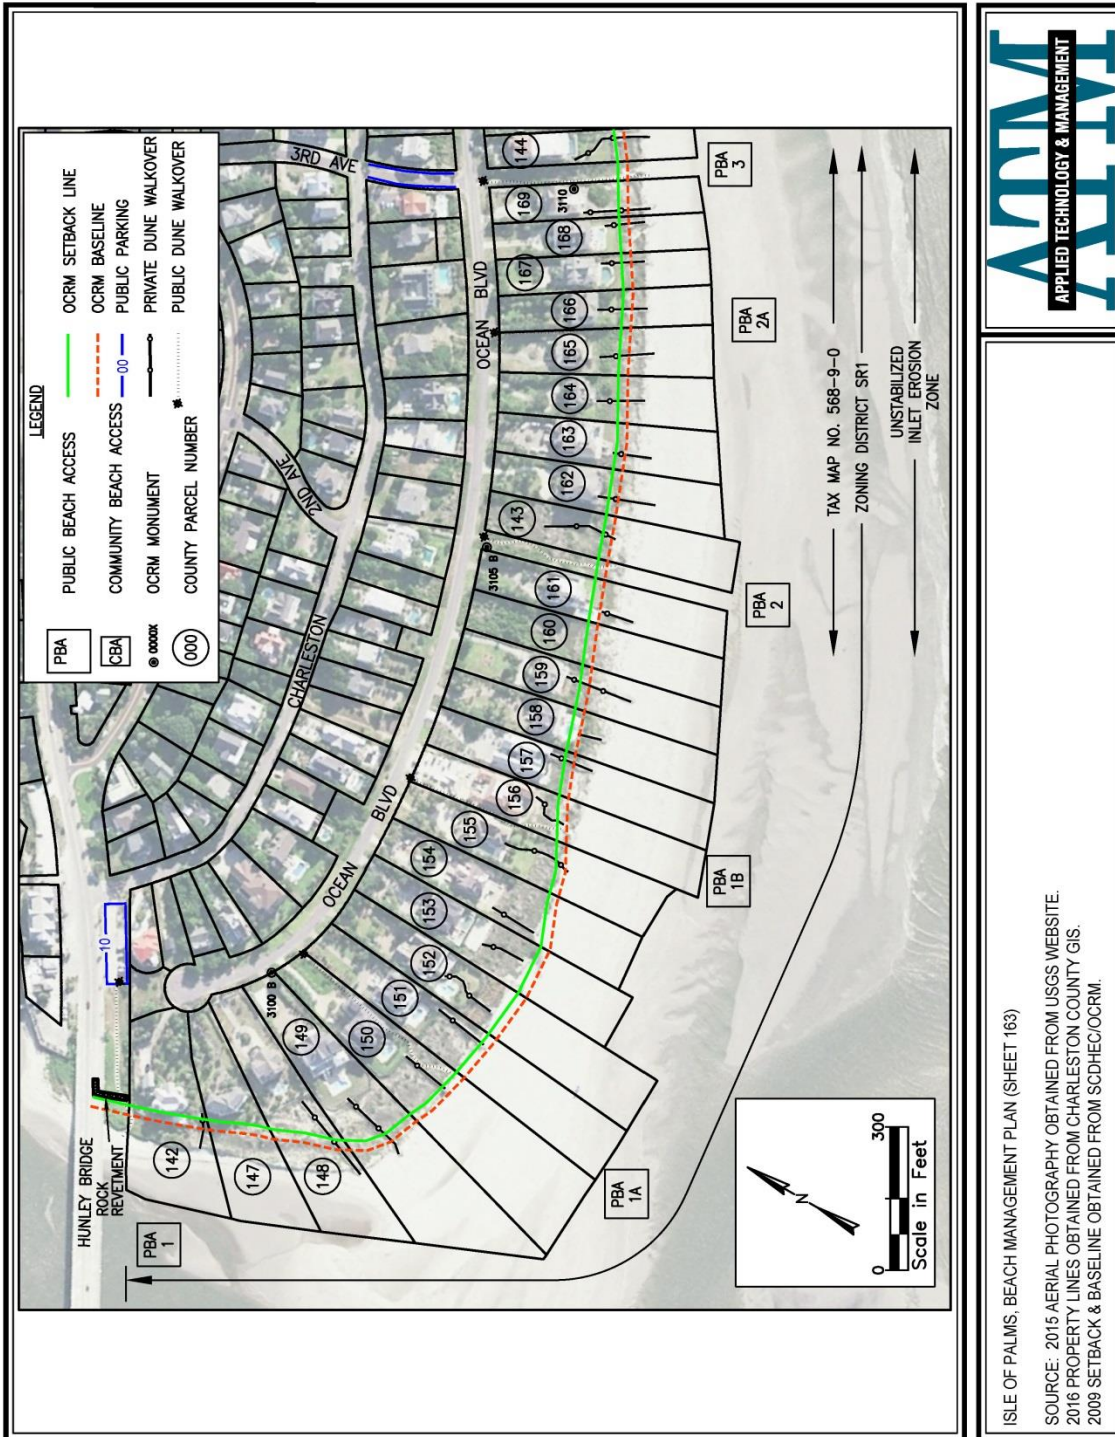 LEGEND
PBA
PUBLIC BEACH ACCESS
CBA
COMMUNITY BEACH ACCESS
0000X
OCRM MONUMENT
000
COUNTY PARCEL NUMBER
OCRM SETBACK LINE
OCRM BASELINE
00
PUBLIC PARKING
PRIVATE DUNE WALKOVER
PUBLIC DUNE WALKOVER
3RD AVE
2ND AVE
CHARLESTON
OCEAN BLVD
OCEAN BLVD
10
HUNLEY BRIDGE
ROCK
REVETMENT
3100 B
3105 B
3110
142
147
148
149
150
151
152
153
154
155
156
157
158
159
160
161
143
162
163
164
165
166
167
168
169
144
PBA
1
PBA
1A
PBA
1B
PBA
2
PBA
2A
PBA
3
TAX MAP NO. 568-9-0
ZONING DISTRICT SR1
UNSTABILIZED
INLET EROSION
ZONE
N
0
300
Scale in Feet
ISLE OF PALMS, BEACH MANAGEMENT PLAN (SHEET 163)
SOURCE: 2015 AERIAL PHOTOGRAPHY OBTAINED FROM USGS WEBSITE.
2016 PROPERTY LINES OBTAINED FROM CHARLESTON COUNTY GIS.
2009 SETBACK & BASELINE OBTAINED FROM SCDHEC/OCRM.
ATM
APPLIED TECHNOLOGY & MANAGEMENT